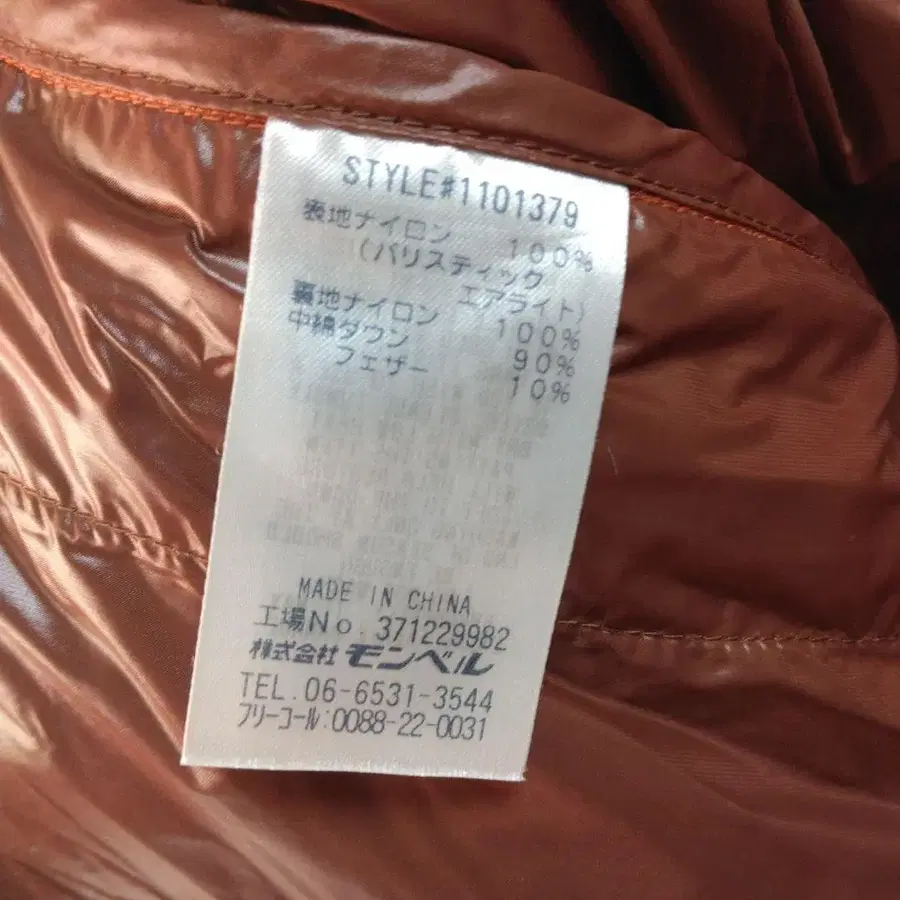 STYLE#1101379
表地ナイロン 100%
(バリスティック
エアライト)
裏地ナイロン 100%
中綿ダウン 90%
フェザー 10%
MADE IN CHINA
工場No. 371229982
株式会社 モンベル
TEL. 06-6531-3544
フリーコール:0088-22-0031